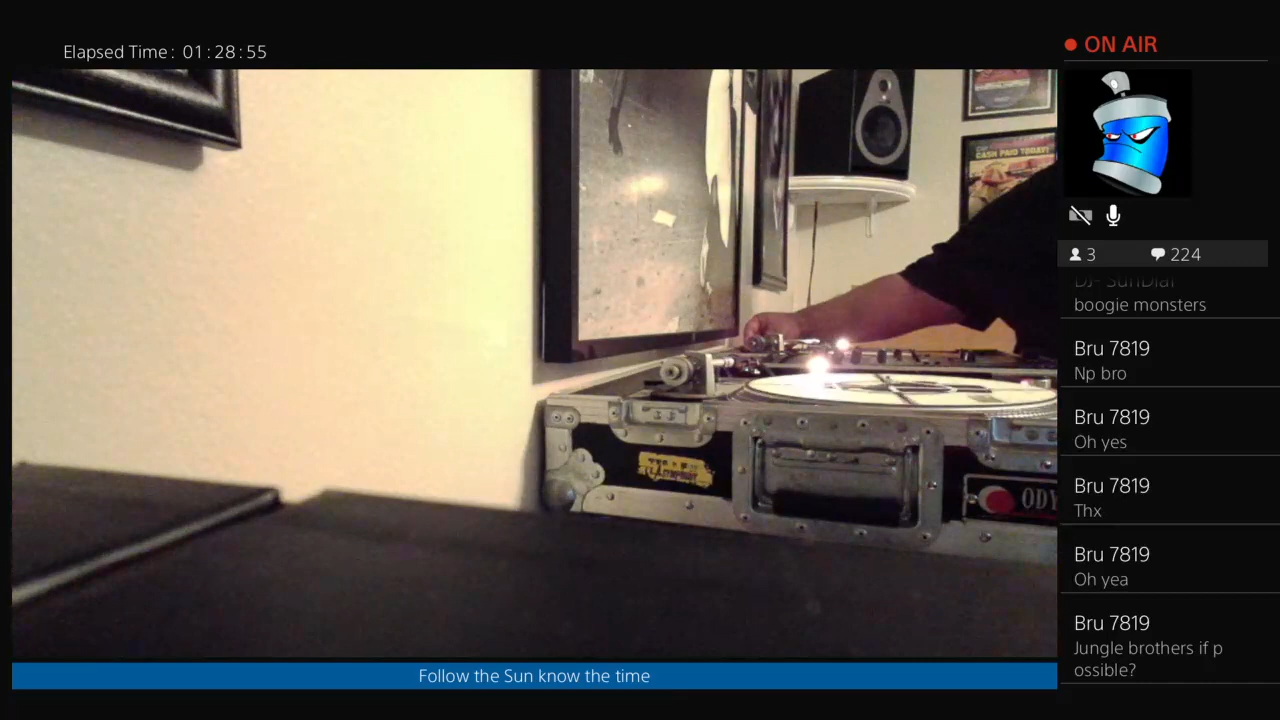 Elapsed Time: 01:28:55
ON AIR
CASH PAID TODAY!
3
224
DJ- SunDial
boogie monsters
Bru 7819
Np bro
Bru 7819
Oh yes
Bru 7819
Thx
Bru 7819
Oh yea
Bru 7819
Jungle brothers if p
ossible?
ODY
Follow the Sun know the time